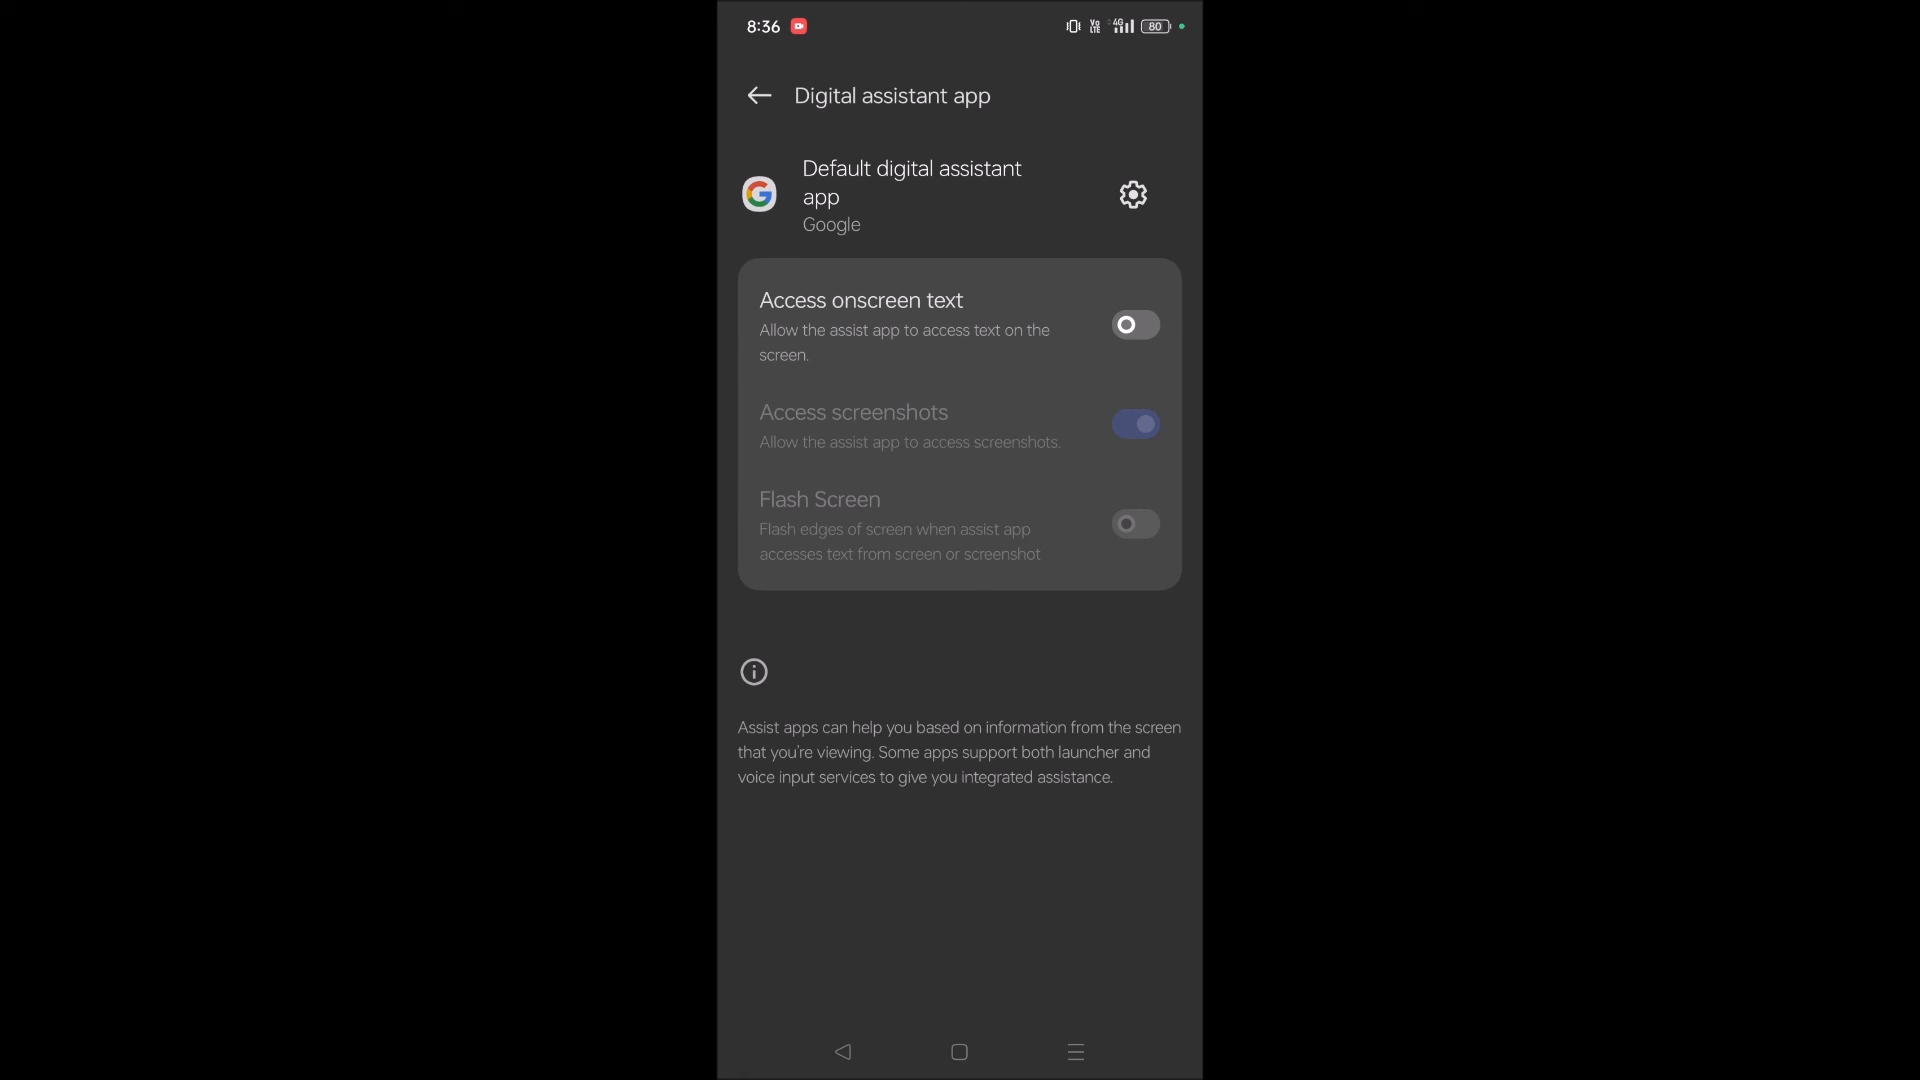 8:36
Vo LTE 4G 80
Digital assistant app
Default digital assistant
app
Google
Access onscreen text
Allow the assist app to access text on the
screen.
Access screenshots
Allow the assist app to access screenshots.
Flash Screen
Flash edges of screen when assist app
accesses text from screen or screenshot
Assist apps can help you based on information from the screen
that you're viewing. Some apps support both launcher and
voice input services to give you integrated assistance.